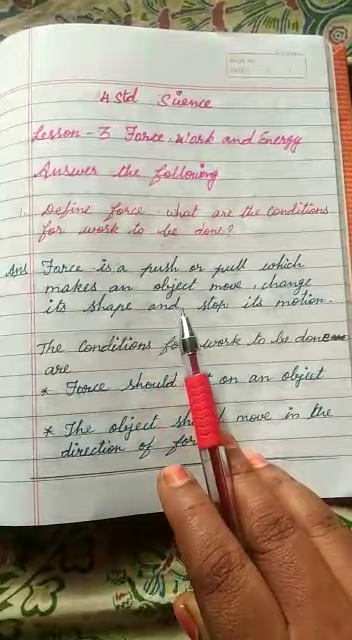 4 Std Science
Lesson - 3 Force, Work and Energy
Answer the following
1. Define force what are the conditions
for work to be done?
Ans Force is a push or pull which
makes an object move, change
its shape and stop its motion.
The conditions work to be done
are
* Force should on an object
* The object move in the
direction of